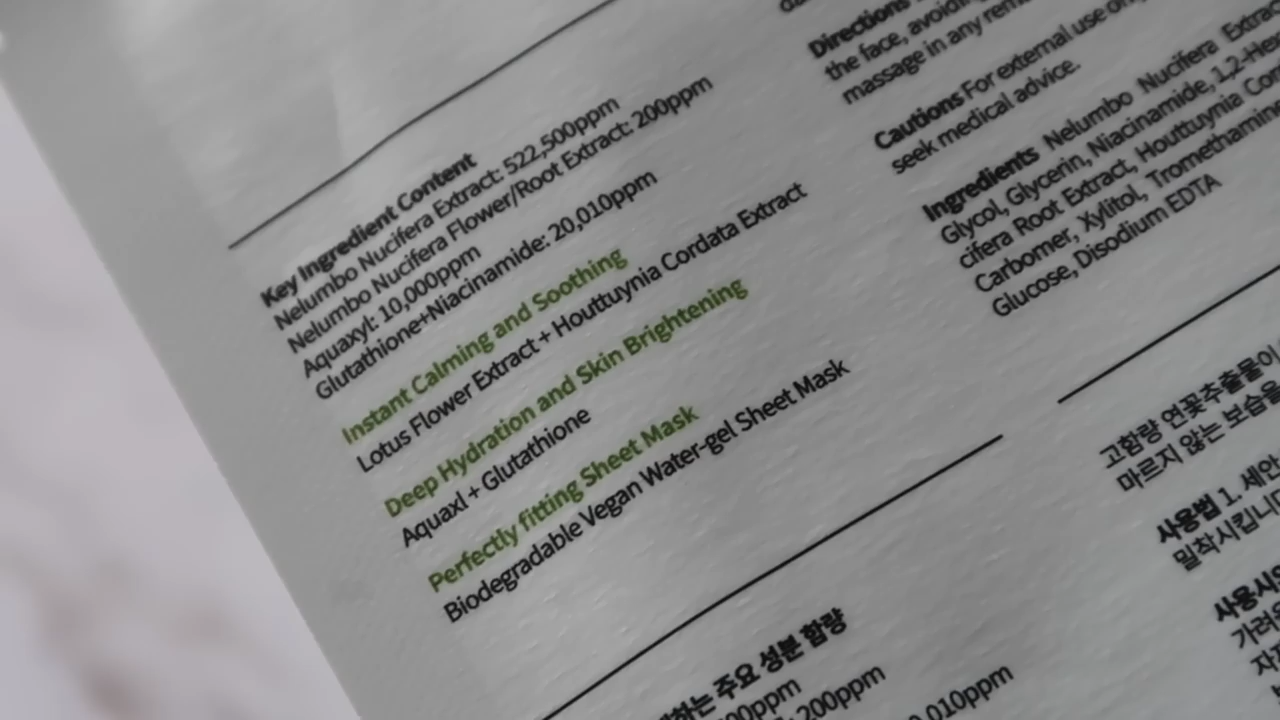 Key Ingredient Content
Nelumbo Nucifera Extract: 522,500ppm
Nelumbo Nucifera Flower/Root Extract: 200ppm
Aquaxyl: 10,000ppm
Glutathione+Niacinamide: 20,010ppm
Instant Calming and Soothing
Lotus Flower Extract + Houttuynia Cordata Extract
Deep Hydration and Skin Brightening
Aquaxl + Glutathione
Perfectly fitting Sheet Mask
Biodegradable Vegan Water-gel Sheet Mask
주요 성분 함량
200ppm
010ppm
Directions
the face, avoiding
massage in any
Cautions For external use
seek medical advice.
Ingredients Nelumbo Nucifera
Glycol, Glycerin, Niacinamide,
cifera Root Extract, Houttuynia
Carbomer, Xylitol,
Glucose, Disodium EDTA
고함량 연꽃추출물이
마르지 않는 보습을
사용법 1. 세안
밀착시킵니다